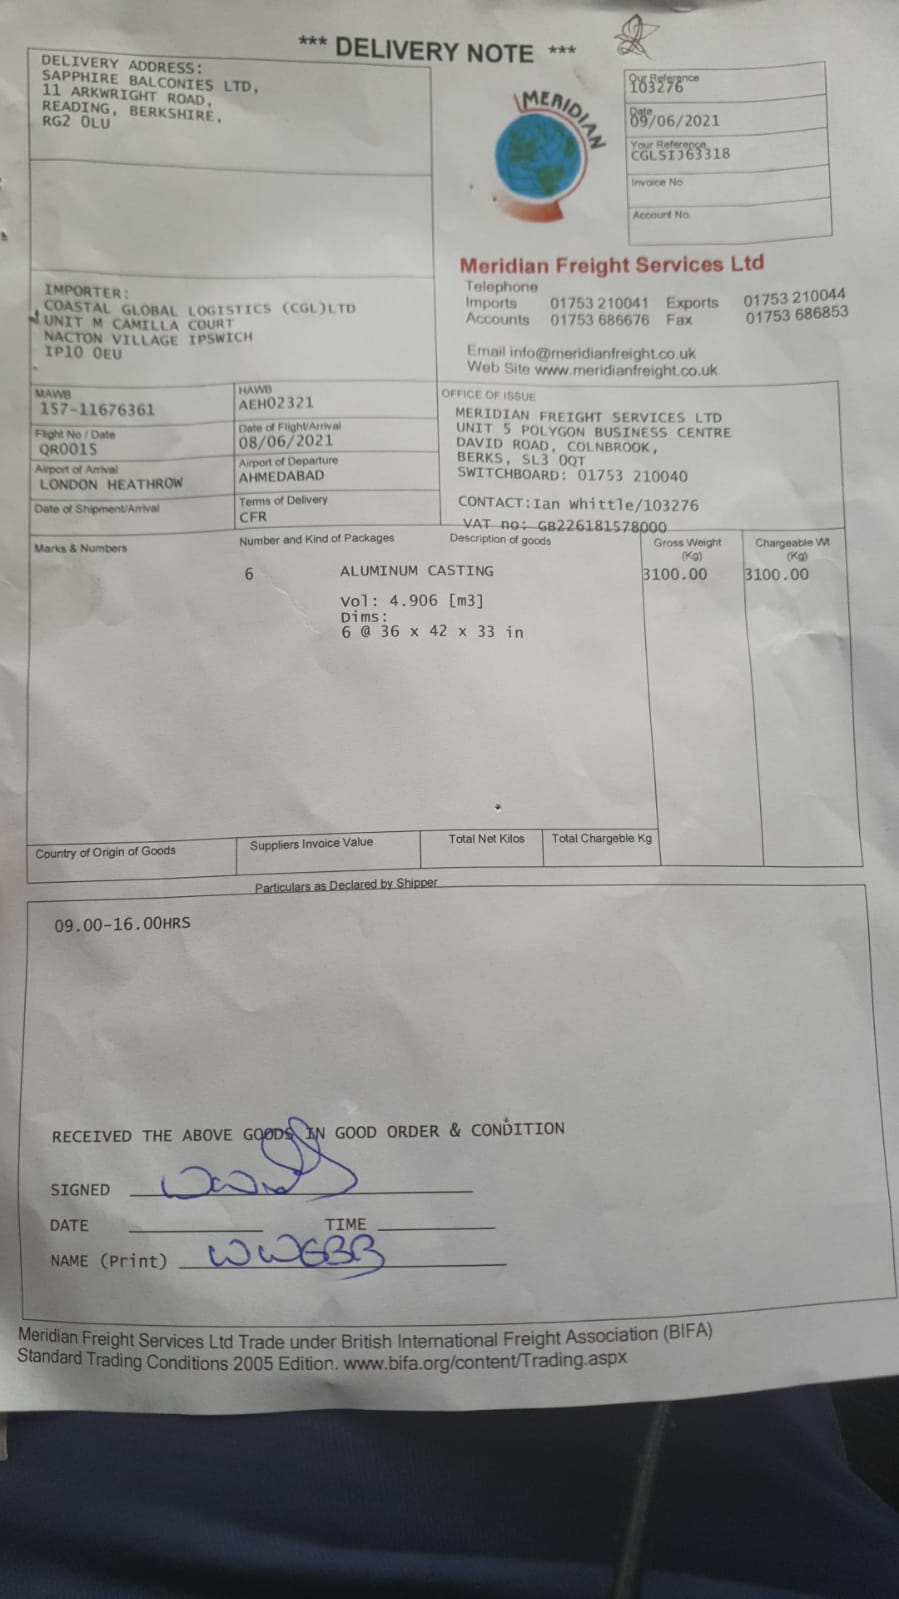 *** DELIVERY NOTE ***
DELIVERY ADDRESS:
SAPPHIRE BALCONIES LTD,
11 ARKWRIGHT ROAD,
READING, BERKSHIRE,
RG2 0LU
MERIDIAN
Our Reference
103276
Date
09/06/2021
Your Reference
CGLSIJ63318
Invoice No
Account No
Meridian Freight Services Ltd
Telephone
Imports 01753 210041 Exports 01753 210044
Accounts 01753 686676 Fax 01753 686853
Email info@meridianfreight.co.uk
Web Site www.meridianfreight.co.uk
IMPORTER:
COASTAL GLOBAL LOGISTICS (CGL)LTD
UNIT M CAMILLA COURT
NACTON VILLAGE IPSWICH
IP10 0EU
MAWB
157-11676361
HAWB
AEH02321
Flight No / Date
QR0015
Date of Flight/Arrival
08/06/2021
Airport of Arrival
LONDON HEATHROW
Airport of Departure
AHMEDABAD
Date of Shipment/Arrival
Terms of Delivery
CFR
OFFICE OF ISSUE
MERIDIAN FREIGHT SERVICES LTD
UNIT 5 POLYGON BUSINESS CENTRE
DAVID ROAD, COLNBROOK,
BERKS, SL3 0QT
SWITCHBOARD: 01753 210040
CONTACT:Ian Whittle/103276
VAT no: GB226181578000
Marks & Numbers Number and Kind of Packages Description of goods Gross Weight (Kg) Chargeable Wt (Kg)
6 ALUMINUM CASTING 3100.00 3100.00
Vol: 4.906 [m3]
Dims:
6 @ 36 x 42 x 33 in
Country of Origin of Goods Suppliers Invoice Value Total Net Kilos Total Chargeble Kg
Particulars as Declared by Shipper
09.00-16.00HRS
RECEIVED THE ABOVE GOODS IN GOOD ORDER & CONDITION
SIGNED
DATE TIME
NAME (Print) W WEBB
Meridian Freight Services Ltd Trade under British International Freight Association (BIFA)
Standard Trading Conditions 2005 Edition. www.bifa.org/content/Trading.aspx